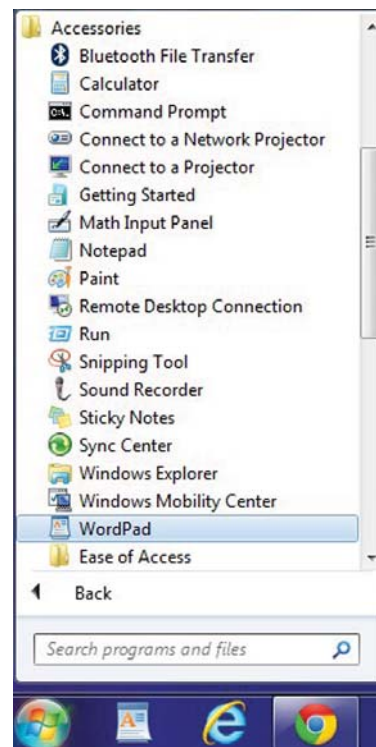 Accessories
Bluetooth File Transfer
Calculator
Command Prompt
Connect to a Network Projector
Connect to a Projector
Getting Started
Math Input Panel
Notepad
Paint
Remote Desktop Connection
Run
Snipping Tool
Sound Recorder
Sticky Notes
Sync Center
Windows Explorer
Windows Mobility Center
WordPad
Ease of Access
Back
Search programs and files